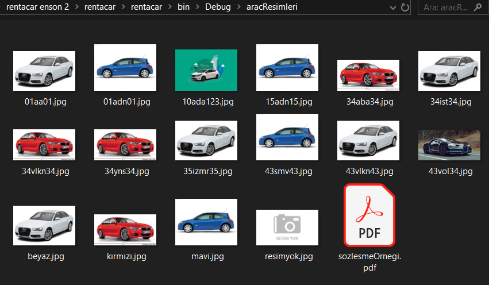 rentacar enson 2 > rentacar > rentacar > bin > Debug > aracResimleri
Ara: aracR...
01aa01.jpg
01adn01.jpg
10ada123.jpg
15adn15.jpg
34aba34.jpg
34ist34.jpg
34vlkn34.jpg
34yns34.jpg
35izmr35.jpg
43smv43.jpg
43vlkn43.jpg
43vol34.jpg
beyaz.jpg
kırmızı.jpg
mavi.jpg
resimyok.jpg
PDF
sozlesmeOrnegi.
pdf